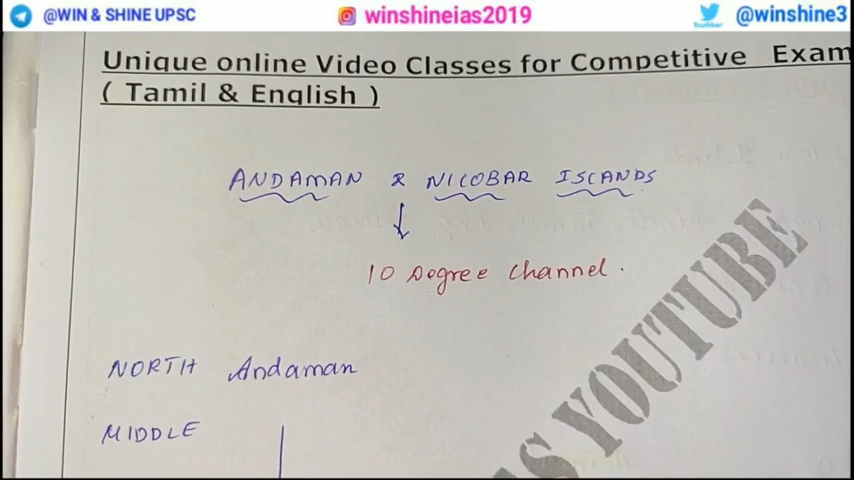 @WIN & SHINE UPSC winshineias2019 @winshine3
Unique online Video Classes for Competitive Exam
( Tamil & English )
ANDAMAN & NICOBAR ISLANDS
10 Degree Channel.
NORTH Andaman
MIDDLE
AS YOUTUBE